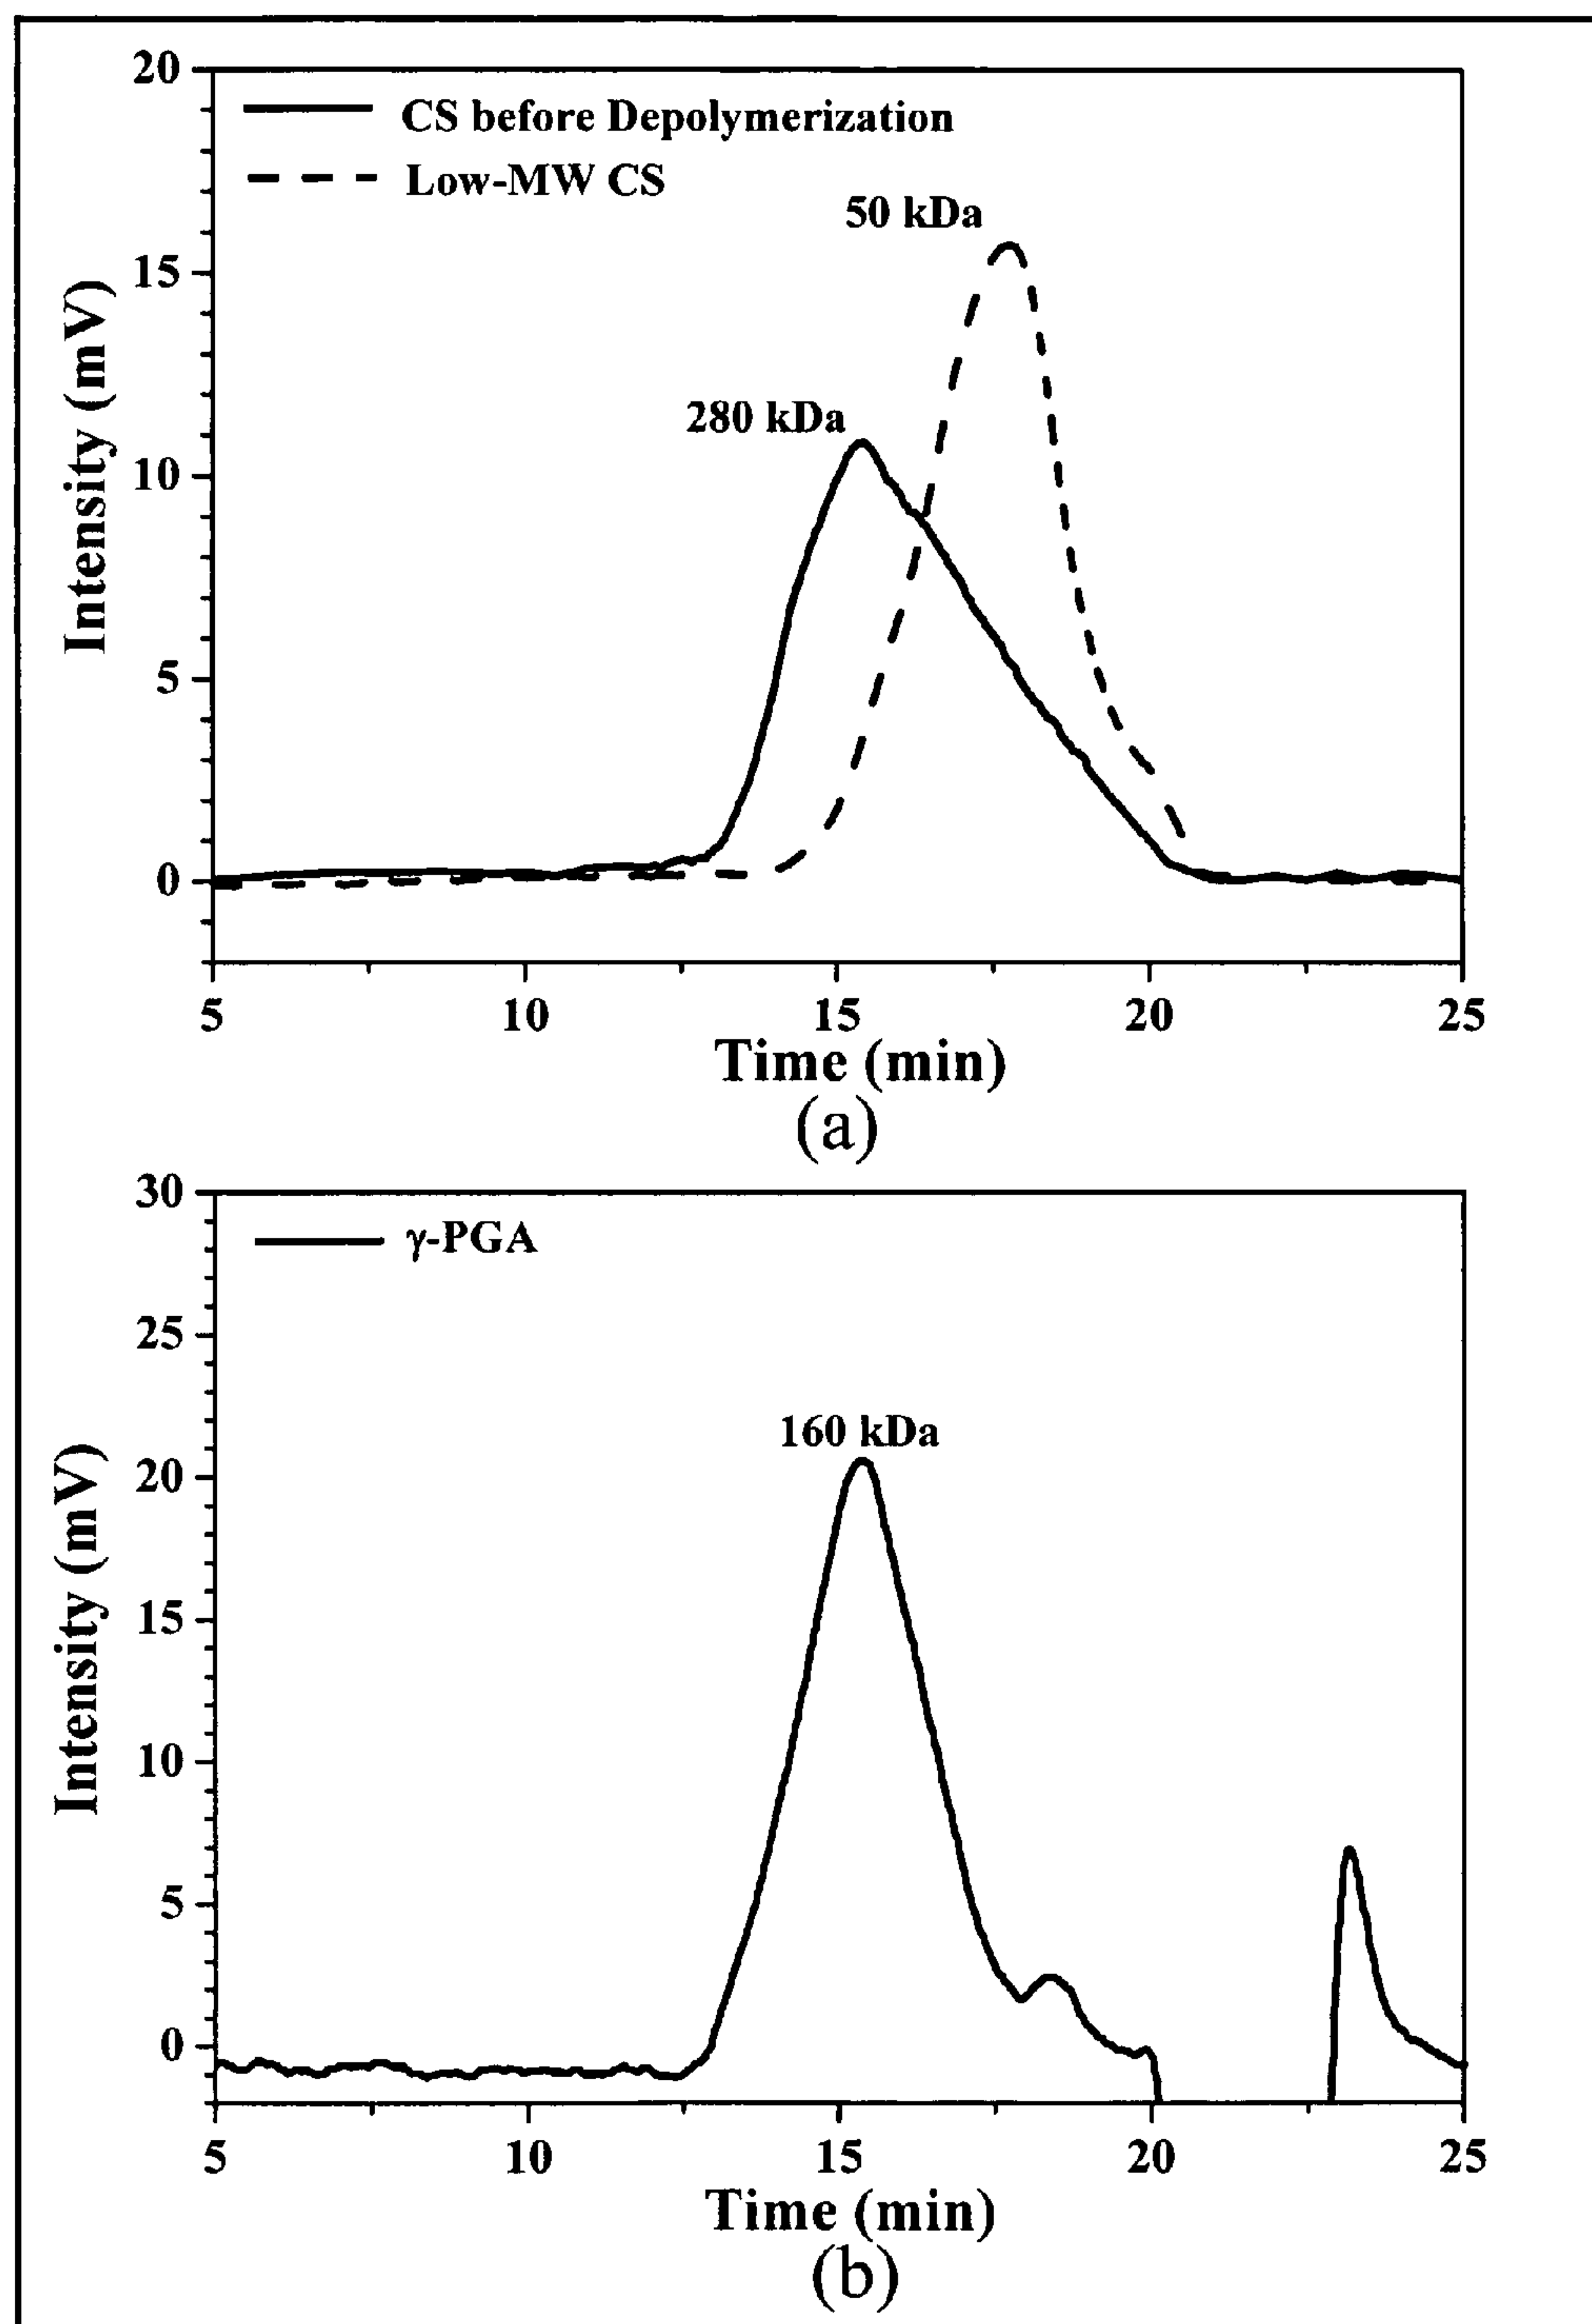 20
CS before Depolymerization
Low-MW CS
50 kDa
15
280 kDa
Intensity (mV)
10
5
0
5 10 15 20 25
Time (min)
(a)
30
γ-PGA
25
160 kDa
20
Intensity (mV)
15
10
5
0
5 10 15 20 25
Time (min)
(b)